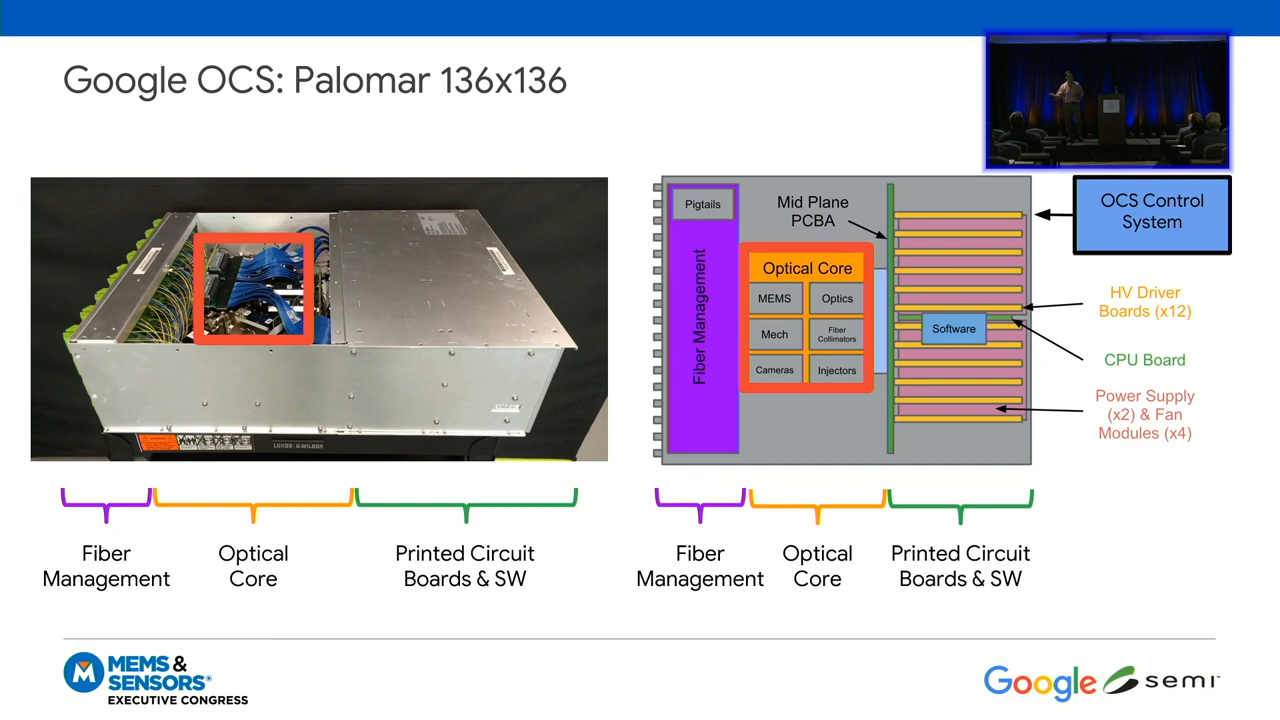 Google OCS: Palomar 136x136
Pigtails
Fiber Management
Mid Plane
PCBA
Optical Core
MEMS
Optics
Mech
Fiber
Collimators
Cameras
Injectors
Software
OCS Control
System
HV Driver
Boards (x12)
CPU Board
Power Supply
(x2) & Fan
Modules (x4)
Fiber
Management
Optical
Core
Printed Circuit
Boards & SW
Fiber
Management
Optical
Core
Printed Circuit
Boards & SW
MEMS &
SENSORS
EXECUTIVE CONGRESS
Google
semi